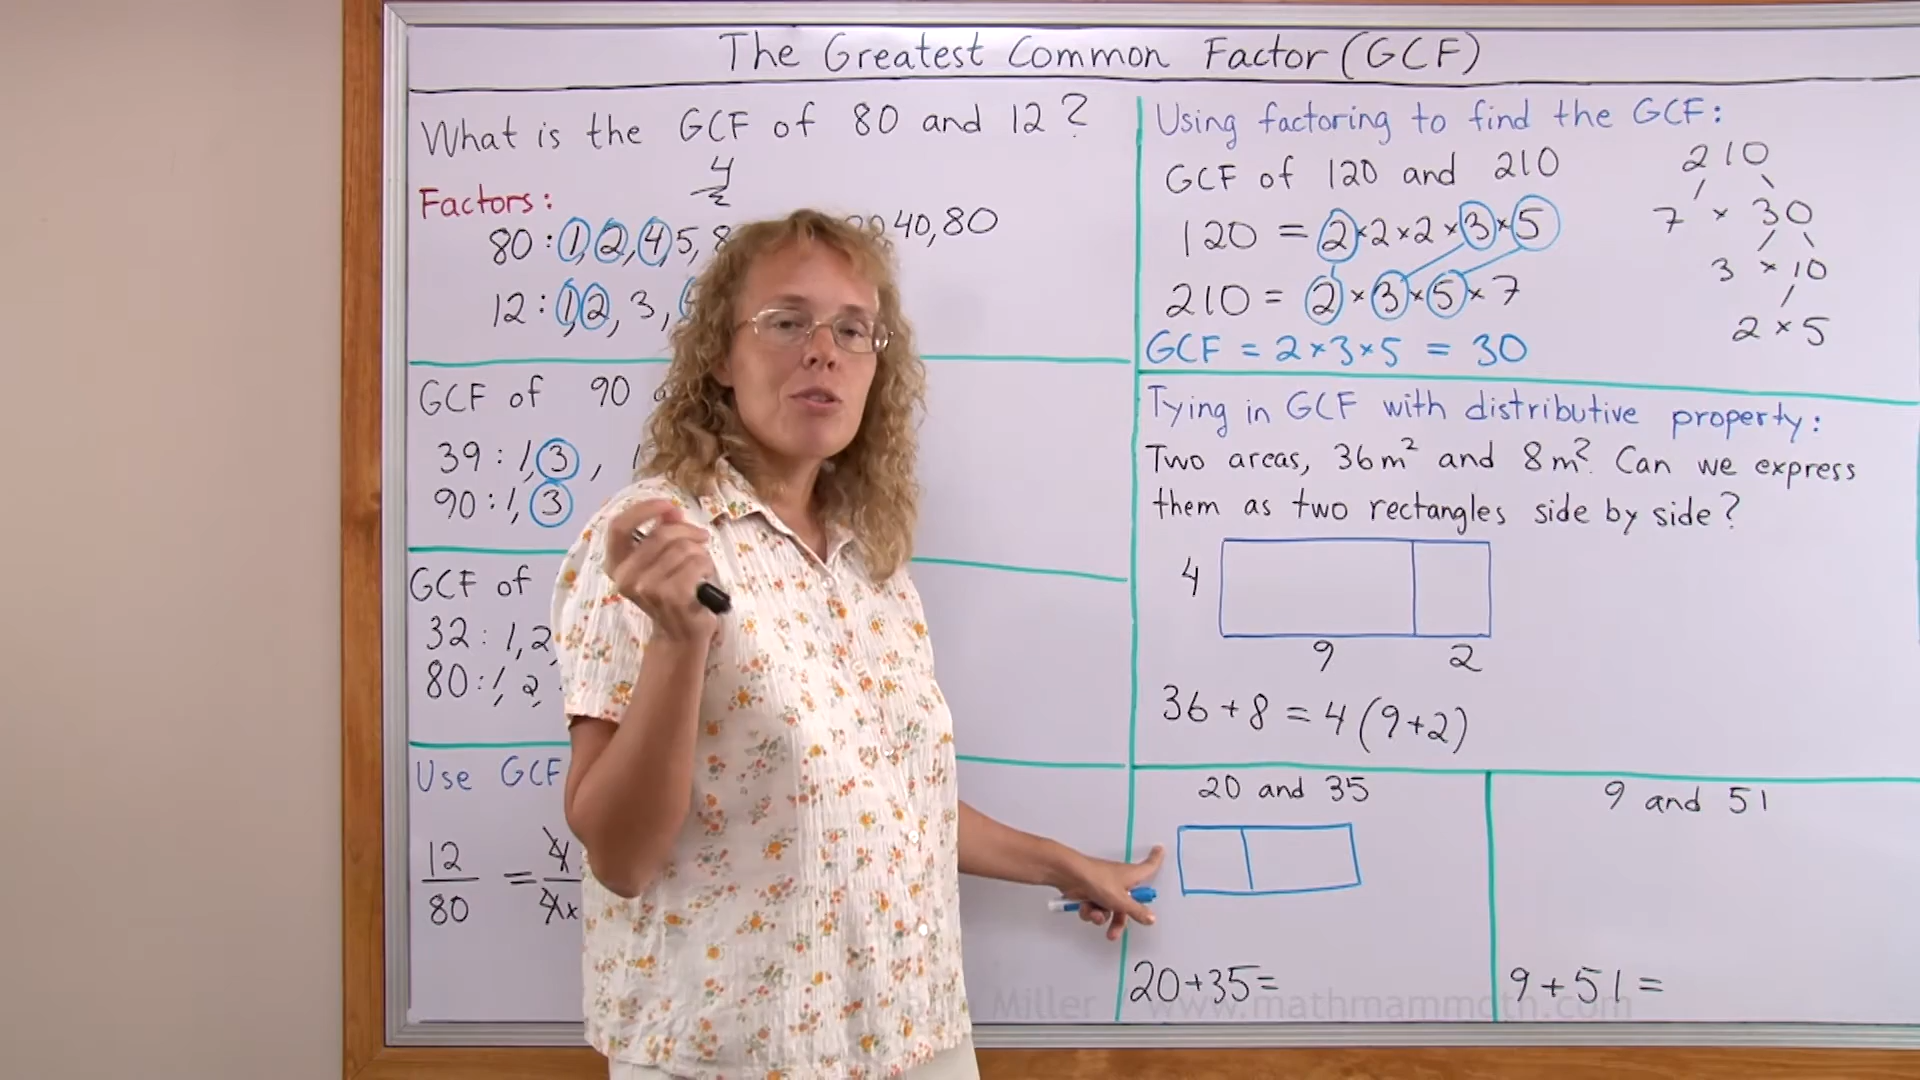 The Greatest Common Factor (GCF)
What is the GCF of 80 and 12?
4
Factors:
80 : 1, 2, 4, 5, 8 40, 80
12 : 1, 2, 3,
GCF of 90
39 : 1, 3,
90 : 1, 3
GCF of
32 : 1, 2,
80 : 1, 2,
Use GCF
12
80
=
4
4x
Using factoring to find the GCF:
GCF of 120 and 210
120 = 2×2×2×3×5
210 = 2×3×5×7
GCF = 2×3×5 = 30
210
7 × 30
3 × 10
2 × 5
Tying in GCF with distributive property:
Two areas, 36m² and 8m². Can we express
them as two rectangles side by side?
4
9 2
36+8 = 4(9+2)
20 and 35
20+35=
9 and 51
9+51 =
Miller www.mathmammoth.com